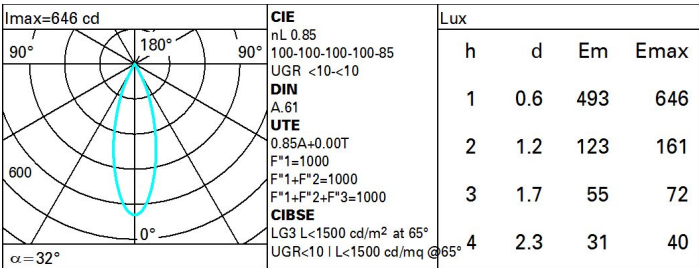 Imax=646 cd
90°
180°
90°
600
0°
α=32°
CIE
nL 0.85
100-100-100-100-85
UGR <10-<10
DIN
A.61
UTE
0.85A+0.00T
F"1=1000
F"1+F"2=1000
F"1+F"2+F"3=1000
CIBSE
LG3 L<1500 cd/m² at 65°
UGR<10 | L<1500 cd/mq @65°
Lux
h d Em Emax
1 0.6 493 646
2 1.2 123 161
3 1.7 55 72
4 2.3 31 40